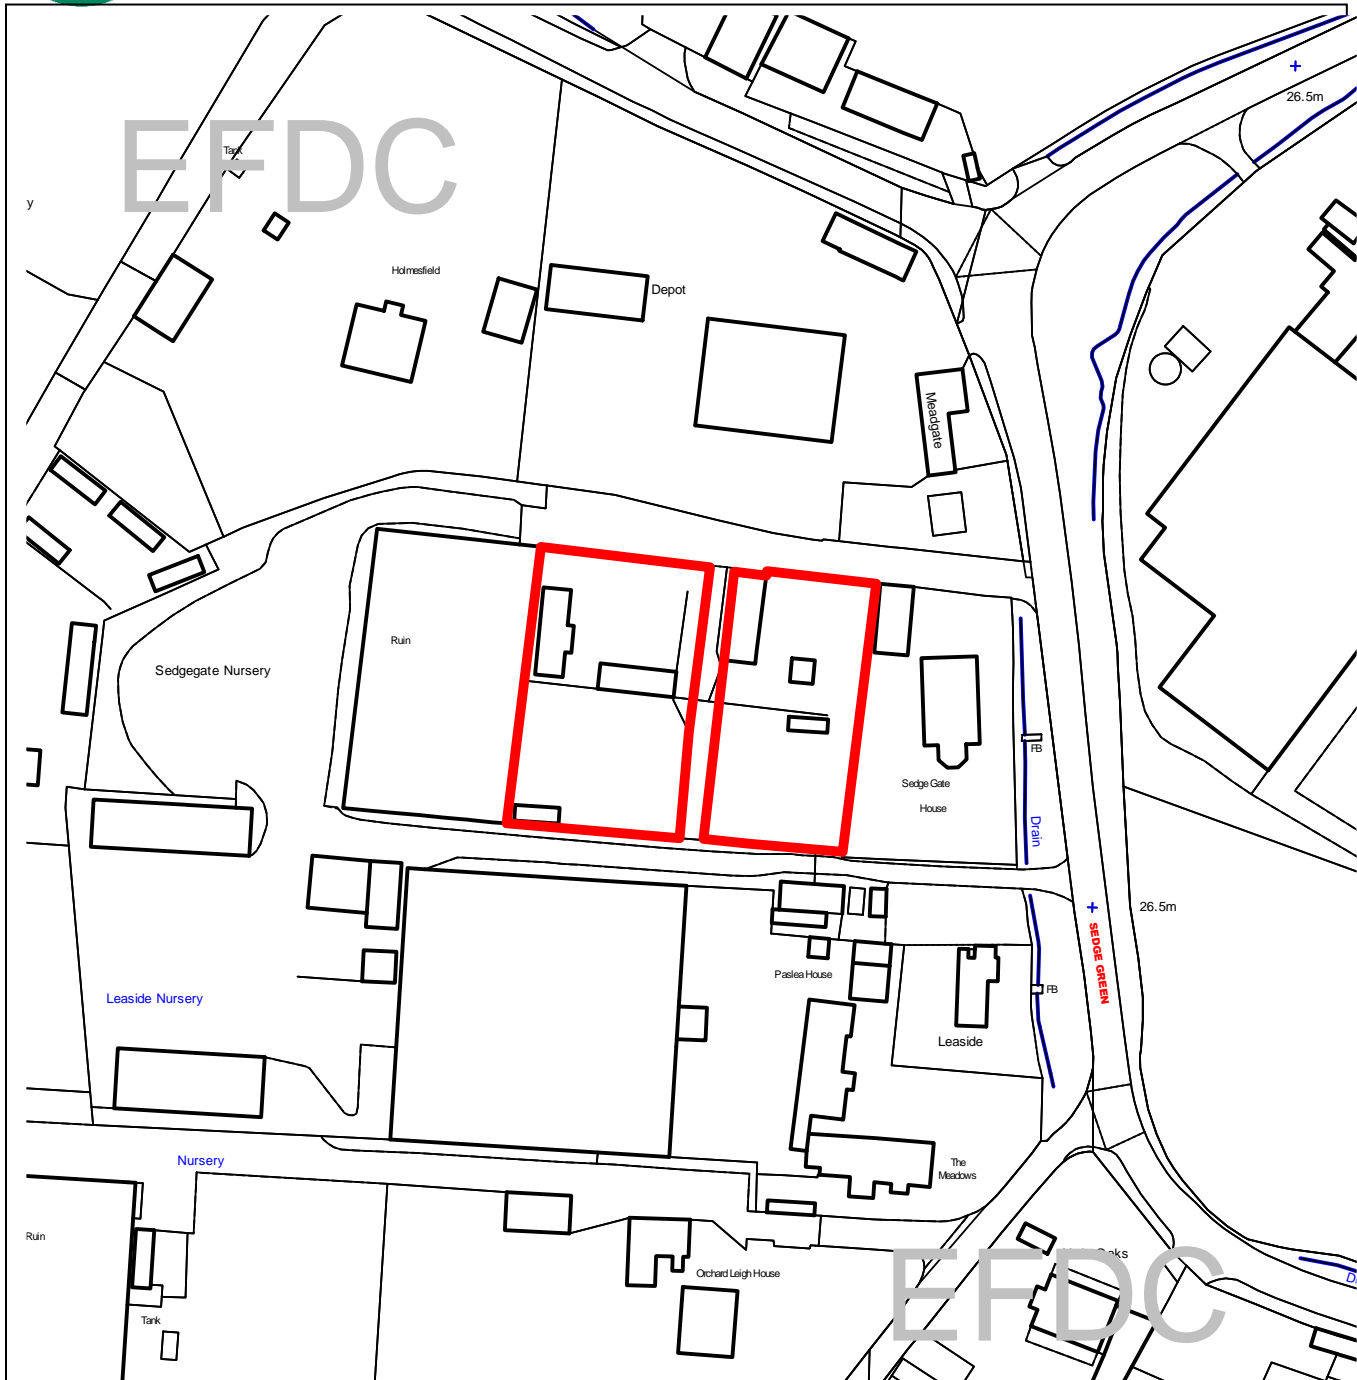 26.5m
EFDC
Tank
y
Holmesfield
Depot
Meadgate
Ruin
Sedgegate Nursery
FB
Sedge Gate
House
Drain
26.5m
SEDGE GREEN
Paslea House
FB
Leaside Nursery
Leaside
Nursery
The
Meadows
Ruin
Oaks
EFDC
Orchard Leigh House
Tank